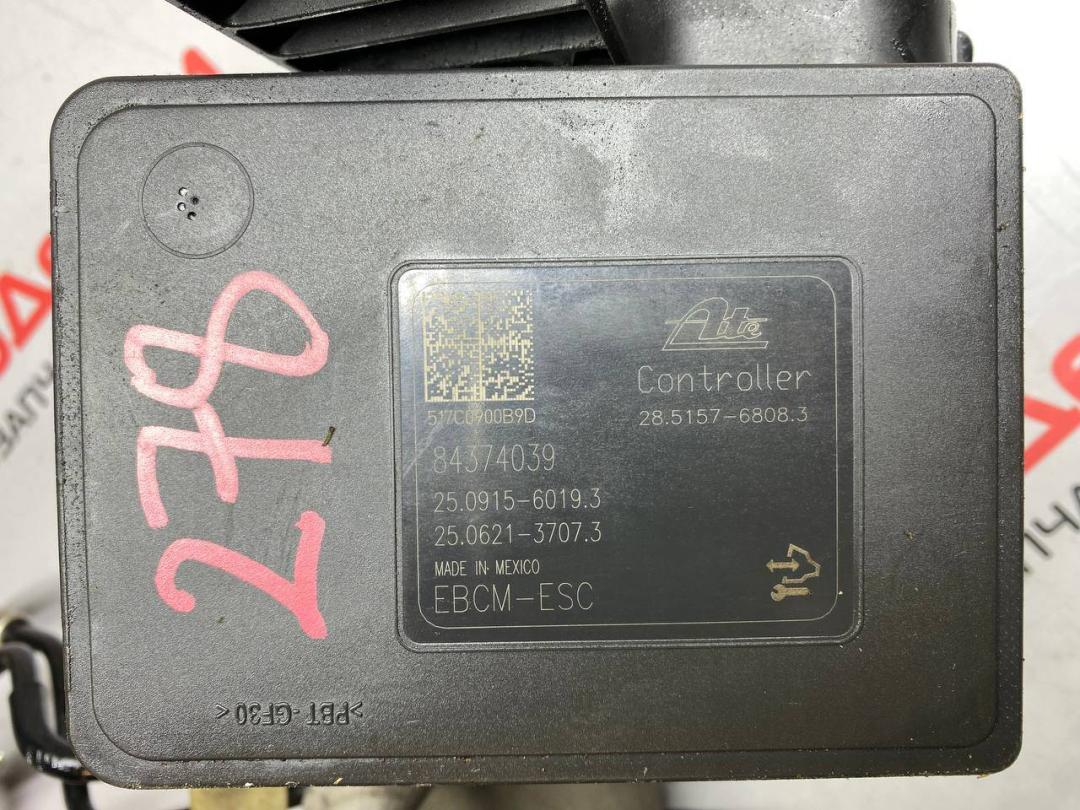 Ate
Controller
517C0900B9D
28.5157-6808.3
84374039
25.0915-6019.3
25.0621-3707.3
MADE IN MEXICO
EBCM-ESC
278
>PBT-GF30<